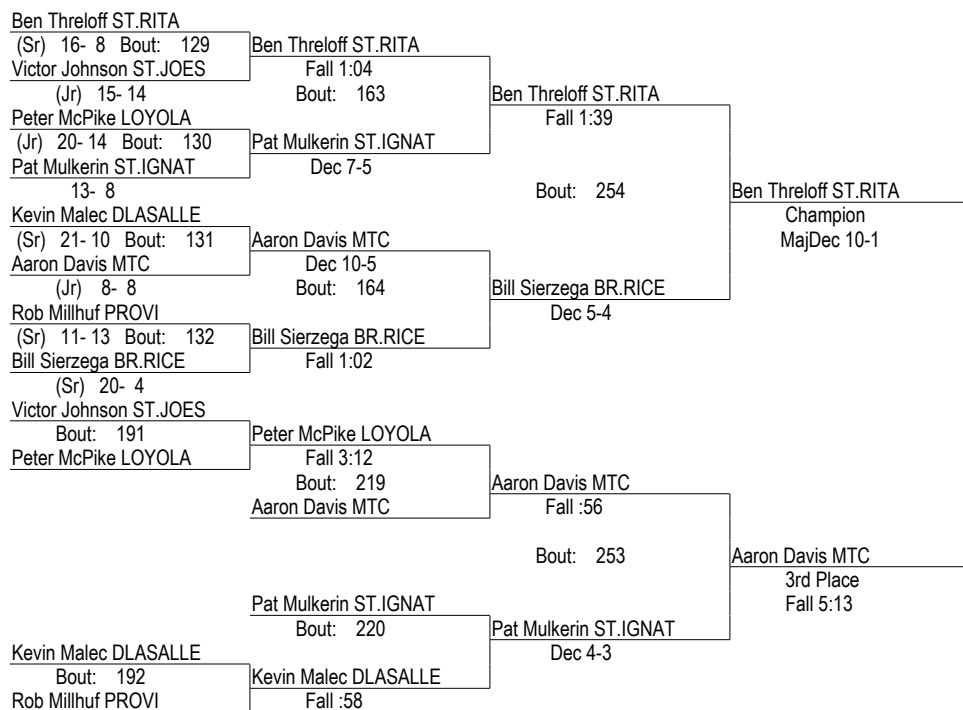 Ben Threloff ST.RITA
(Sr) 16- 8 Bout: 129 Ben Threloff ST.RITA
Victor Johnson ST.JOES Fall 1:04
(Jr) 15- 14 Bout: 163 Ben Threloff ST.RITA
Peter McPike LOYOLA Fall 1:39
(Jr) 20- 14 Bout: 130 Pat Mulkerin ST.IGNAT
Pat Mulkerin ST.IGNAT Dec 7-5
13- 8 Bout: 254 Ben Threloff ST.RITA
Kevin Malec DLASALLE Champion
(Sr) 21- 10 Bout: 131 Aaron Davis MTC MajDec 10-1
Aaron Davis MTC Dec 10-5
(Jr) 8- 8 Bout: 164 Bill Sierzega BR.RICE
Rob Millhuf PROVI Dec 5-4
(Sr) 11- 13 Bout: 132 Bill Sierzega BR.RICE
Bill Sierzega BR.RICE Fall 1:02
(Sr) 20- 4
Victor Johnson ST.JOES
Bout: 191 Peter McPike LOYOLA
Peter McPike LOYOLA Fall 3:12
Bout: 219 Aaron Davis MTC
Aaron Davis MTC Fall :56
Bout: 253 Aaron Davis MTC
3rd Place
Pat Mulkerin ST.IGNAT Fall 5:13
Bout: 220 Pat Mulkerin ST.IGNAT
Kevin Malec DLASALLE Dec 4-3
Bout: 192 Kevin Malec DLASALLE
Rob Millhuf PROVI Fall :58